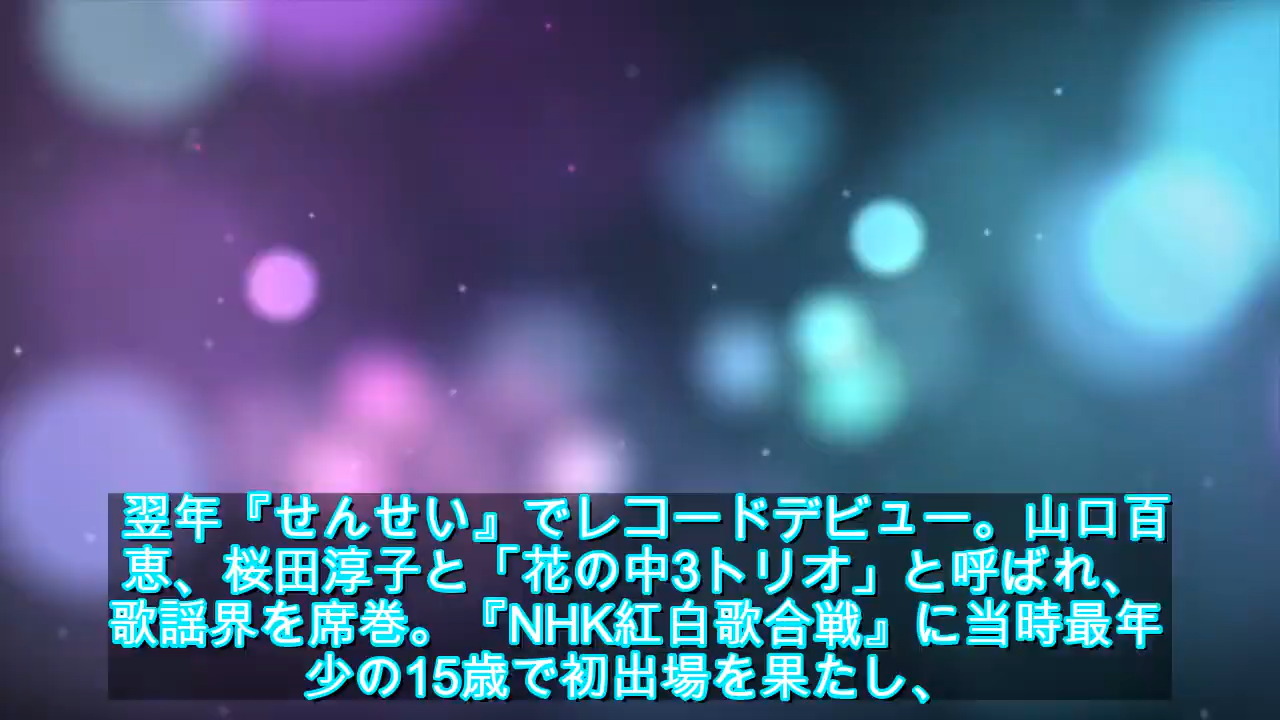 翌年『せんせい』でレコードデビュー。山口百
恵、桜田淳子と「花の中3トリオ」と呼ばれ、
歌謡界を席巻。『NHK紅白歌合戦』に当時最年
少の15歳で初出場を果たし、